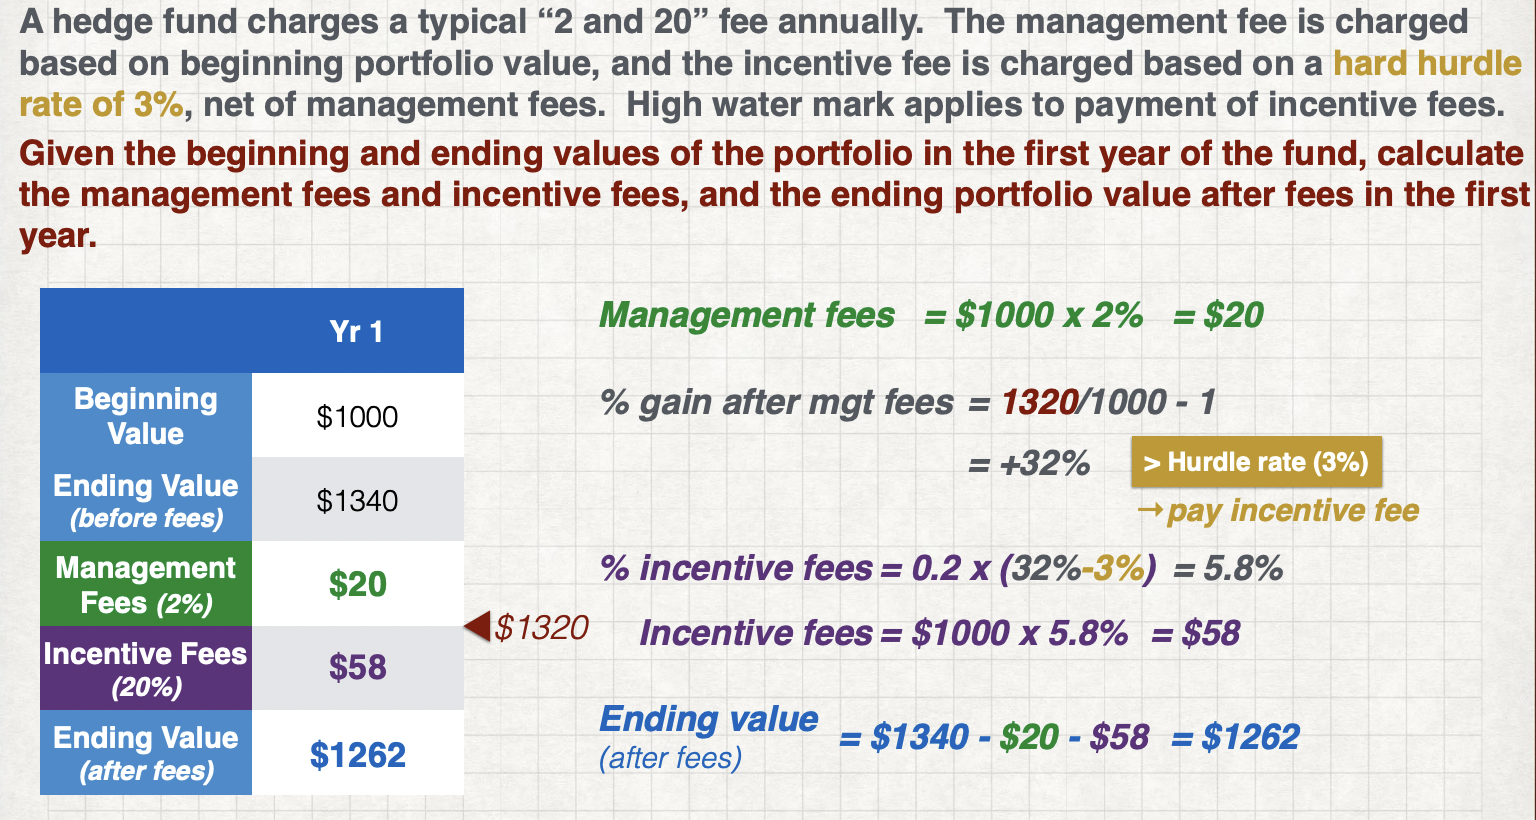 A hedge fund charges a typical “2 and 20” fee annually.  The management fee is charged
based on beginning portfolio value, and the incentive fee is charged based on a hard hurdle
rate of 3%, net of management fees.  High water mark applies to payment of incentive fees.
Given the beginning and ending values of the portfolio in the first year of the fund, calculate
the management fees and incentive fees, and the ending portfolio value after fees in the first
year.
Yr 1
Beginning
Value
$1000
Ending Value
(before fees)
$1340
Management
Fees (2%)
$20
$1320
Incentive Fees
(20%)
$58
Ending Value
(after fees)
$1262
Management fees = $1000 x 2% = $20
% gain after mgt fees = 1320/1000 - 1
= +32%
> Hurdle rate (3%)
→pay incentive fee
% incentive fees = 0.2 x (32%-3%) = 5.8%
Incentive fees = $1000 x 5.8% = $58
Ending value
(after fees)
= $1340 - $20 - $58 = $1262